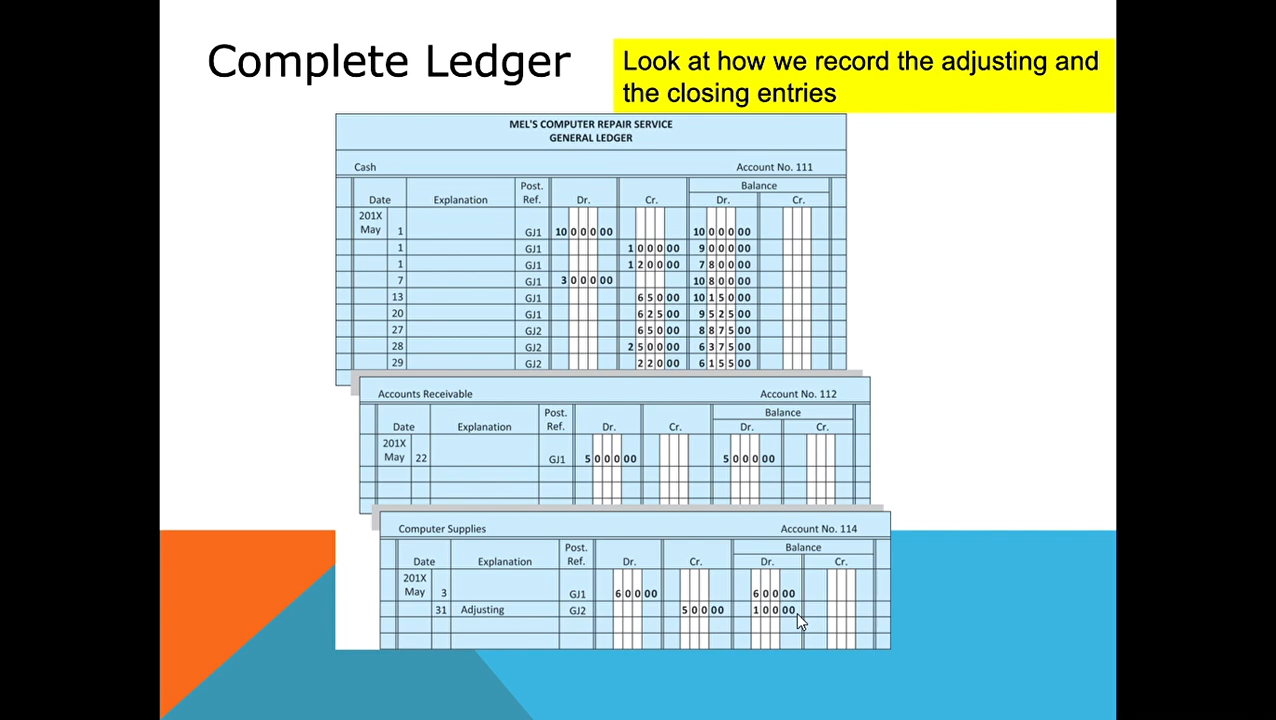 Complete Ledger
Look at how we record the adjusting and
the closing entries
MEL'S COMPUTER REPAIR SERVICE
GENERAL LEDGER
Cash Account No. 111
Post. Balance
Date Explanation Ref. Dr. Cr. Dr. Cr.
201X
May 1 GJ1 10 0 0 0 00 10 0 0 0 00
1 GJ1 1 0 0 0 00 9 0 0 0 00
1 GJ1 1 2 0 0 00 7 8 0 0 00
7 GJ1 3 0 0 0 00 10 8 0 0 00
13 GJ1 6 5 0 00 10 1 5 0 00
20 GJ1 6 2 5 00 9 5 2 5 00
27 GJ2 6 5 0 00 8 8 7 5 00
28 GJ2 2 5 0 0 00 6 3 7 5 00
29 GJ2 2 2 0 00 6 1 5 5 00
Accounts Receivable Account No. 112
Post. Balance
Date Explanation Ref. Dr. Cr. Dr. Cr.
201X
May 22 GJ1 5 0 0 0 00 5 0 0 0 00
Computer Supplies Account No. 114
Post. Balance
Date Explanation Ref. Dr. Cr. Dr. Cr.
201X
May 3 GJ1 6 0 0 00 6 0 0 00
31 Adjusting GJ2 5 0 0 00 1 0 0 00